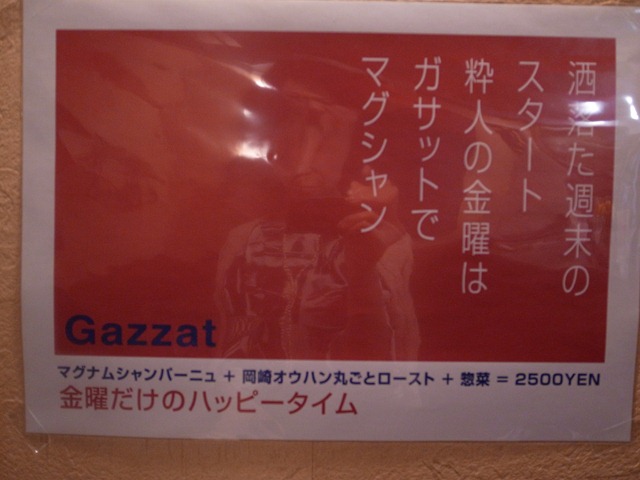 洒落た週末の
スタート
粋人の金曜は
ガサットで
マグシャン
Gazzat
マグナムシャンパーニュ + 岡崎オウハン丸ごとロースト + 惣菜 = 2500YEN
金曜だけのハッピータイム